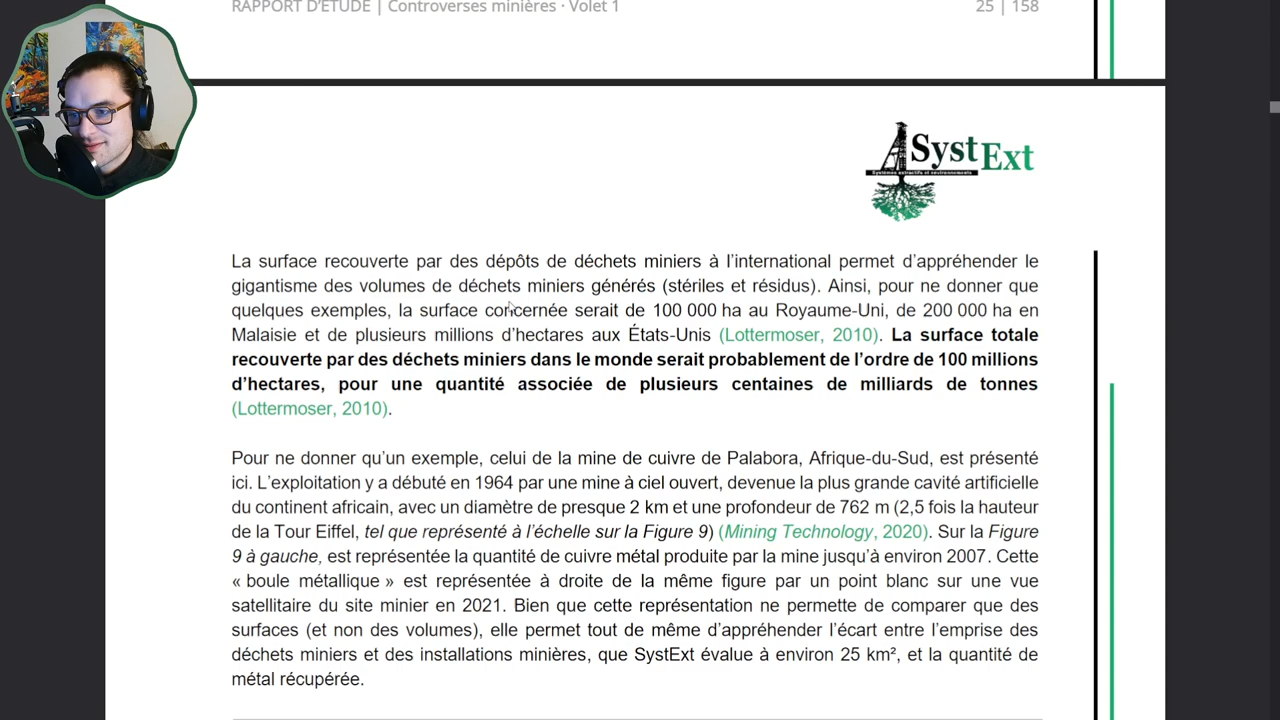 RAPPORT D'ETUDE | Controverses minières · Volet 1
25 | 158
SystExt
Systèmes extractifs et environnements
La surface recouverte par des dépôts de déchets miniers à l'international permet d'appréhender le
gigantisme des volumes de déchets miniers générés (stériles et résidus). Ainsi, pour ne donner que
quelques exemples, la surface concernée serait de 100 000 ha au Royaume-Uni, de 200 000 ha en
Malaisie et de plusieurs millions d'hectares aux États-Unis (Lottermoser, 2010). La surface totale
recouverte par des déchets miniers dans le monde serait probablement de l'ordre de 100 millions
d'hectares, pour une quantité associée de plusieurs centaines de milliards de tonnes
(Lottermoser, 2010).
Pour ne donner qu'un exemple, celui de la mine de cuivre de Palabora, Afrique-du-Sud, est présenté
ici. L'exploitation y a débuté en 1964 par une mine à ciel ouvert, devenue la plus grande cavité artificielle
du continent africain, avec un diamètre de presque 2 km et une profondeur de 762 m (2,5 fois la hauteur
de la Tour Eiffel, tel que représenté à l'échelle sur la Figure 9) (Mining Technology, 2020). Sur la Figure
9 à gauche, est représentée la quantité de cuivre métal produite par la mine jusqu'à environ 2007. Cette
« boule métallique » est représentée à droite de la même figure par un point blanc sur une vue
satellitaire du site minier en 2021. Bien que cette représentation ne permette de comparer que des
surfaces (et non des volumes), elle permet tout de même d'appréhender l'écart entre l'emprise des
déchets miniers et des installations minières, que SystExt évalue à environ 25 km², et la quantité de
métal récupérée.